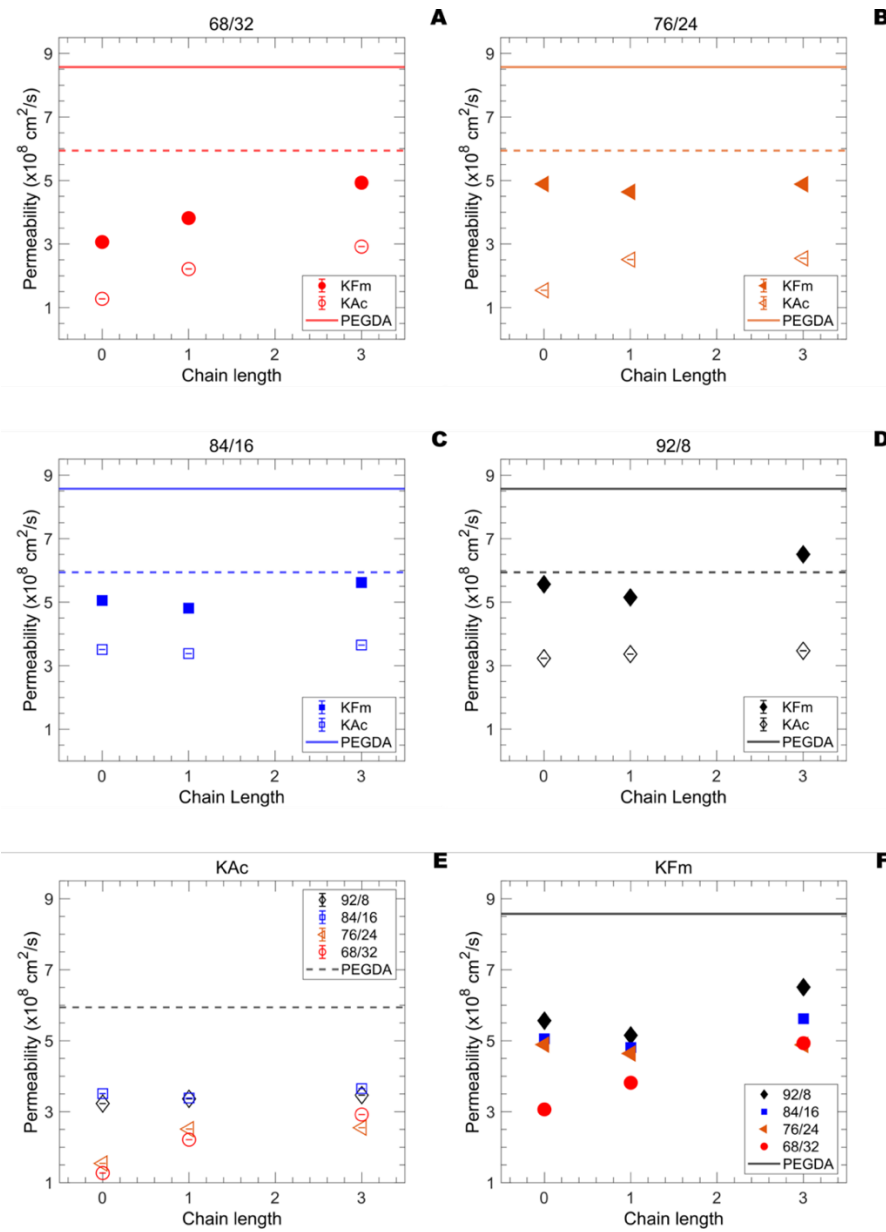 68/32
A
9
7
5
3
1
Permeability (x10⁸ cm²/s)
KFm
KAc
PEGDA
0 1 2 3
Chain length
76/24
B
9
7
5
3
1
Permeability (x10⁸ cm²/s)
KFm
KAc
PEGDA
0 1 2 3
Chain Length
84/16
C
9
7
5
3
1
Permeability (x10⁸ cm²/s)
KFm
KAc
PEGDA
0 1 2 3
Chain Length
92/8
D
9
7
5
3
1
Permeability (x10⁸ cm²/s)
KFm
KAc
PEGDA
0 1 2 3
Chain Length
KAc
E
9
7
5
3
1
Permeability (x10⁸ cm²/s)
92/8
84/16
76/24
68/32
PEGDA
0 1 2 3
Chain length
KFm
F
9
7
5
3
1
Permeability (x10⁸ cm²/s)
92/8
84/16
76/24
68/32
PEGDA
0 1 2 3
Chain length